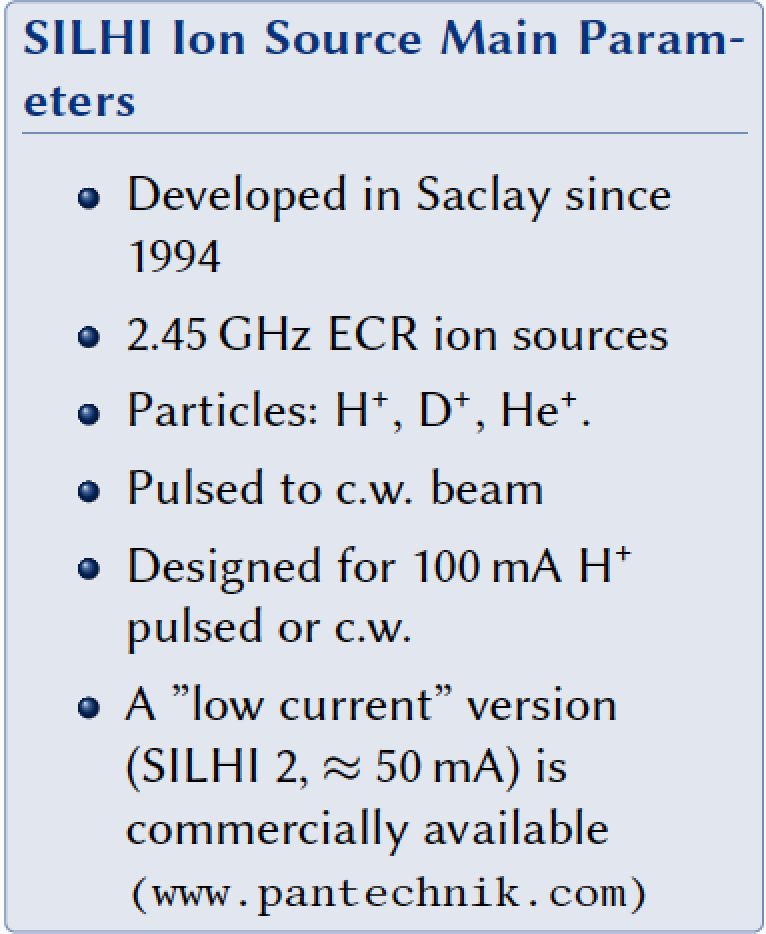 SILHI Ion Source Main Param-
eters
• Developed in Saclay since
1994
• 2.45 GHz ECR ion sources
• Particles: H⁺, D⁺, He⁺.
• Pulsed to c.w. beam
• Designed for 100 mA H⁺
pulsed or c.w.
• A ”low current” version
(SILHI 2, ≈ 50 mA) is
commercially available
(www.pantechnik.com)